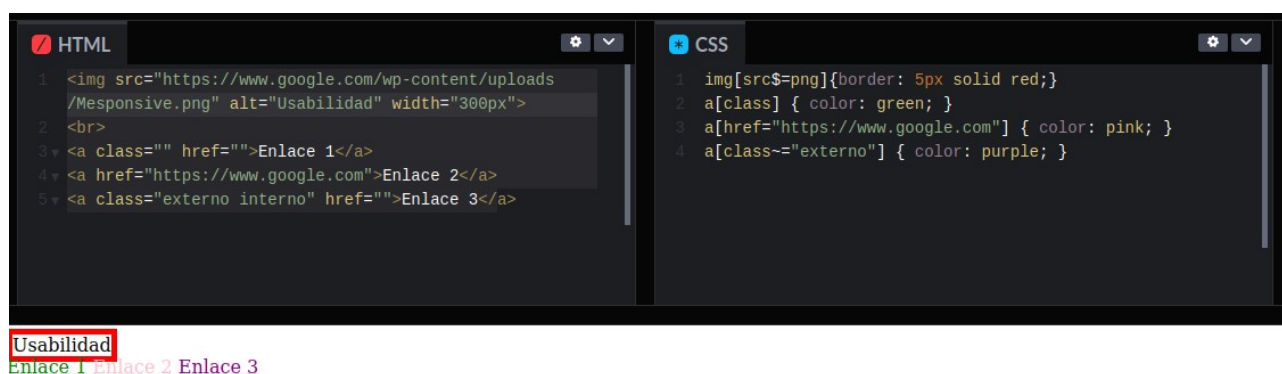 HTML
1 <img src="https://www.google.com/wp-content/uploads
/Mesponsive.png" alt="Usabilidad" width="300px">
2 <br>
3 <a class="" href="">Enlace 1</a>
4 <a href="https://www.google.com">Enlace 2</a>
5 <a class="externo interno" href="">Enlace 3</a>
CSS
1 img[src$=png]{border: 5px solid red;}
2 a[class] { color: green; }
3 a[href="https://www.google.com"] { color: pink; }
4 a[class~="externo"] { color: purple; }
Usabilidad
Enlace 1 Enlace 2 Enlace 3